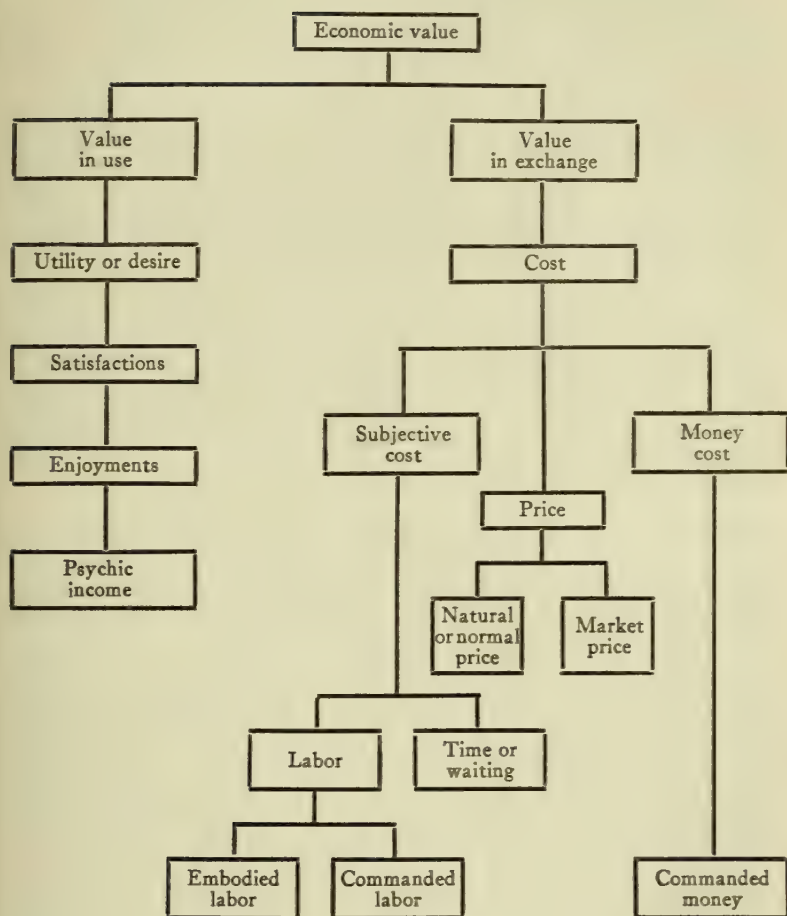 Economic value
Value
in use
Value
in exchange
Utility or desire
Cost
Satisfactions
Subjective
cost
Money
cost
Enjoyments
Price
Psychic
income
Natural
or normal
price
Market
price
Labor
Time or
waiting
Embodied
labor
Commanded
labor
Commanded
money